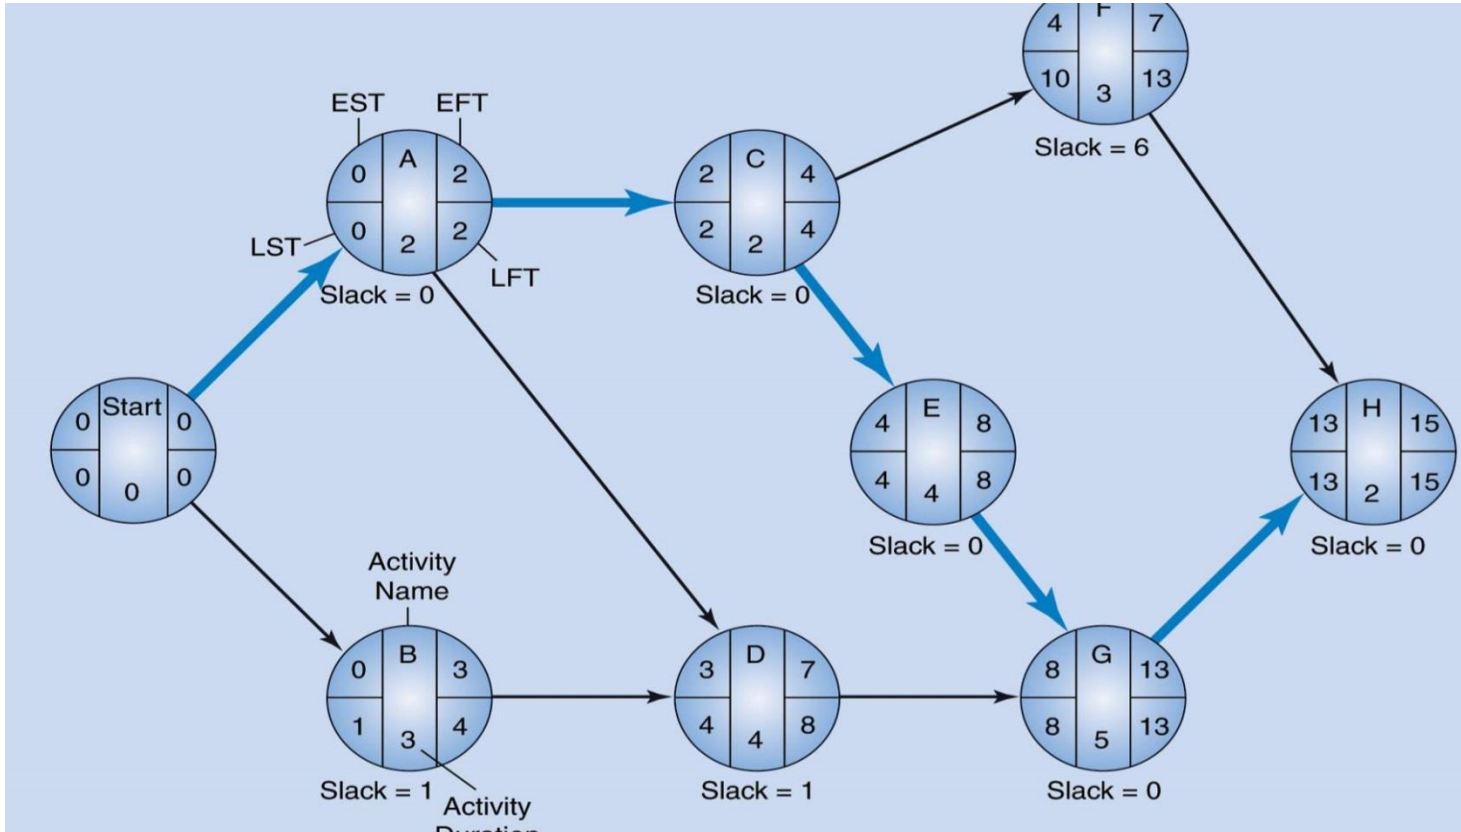 F
4 7
10 3 13
Slack = 6
EST EFT
A
0 2
0 2 2
LST
LFT
Slack = 0
C
2 4
2 2 4
Slack = 0
Start
0 0
0 0 0
E
4 8
4 4 8
Slack = 0
H
13 15
13 2 15
Slack = 0
Activity
Name
B
0 3
1 3 4
Slack = 1
Activity
Duration
D
3 7
4 4 8
Slack = 1
G
8 13
8 5 13
Slack = 0